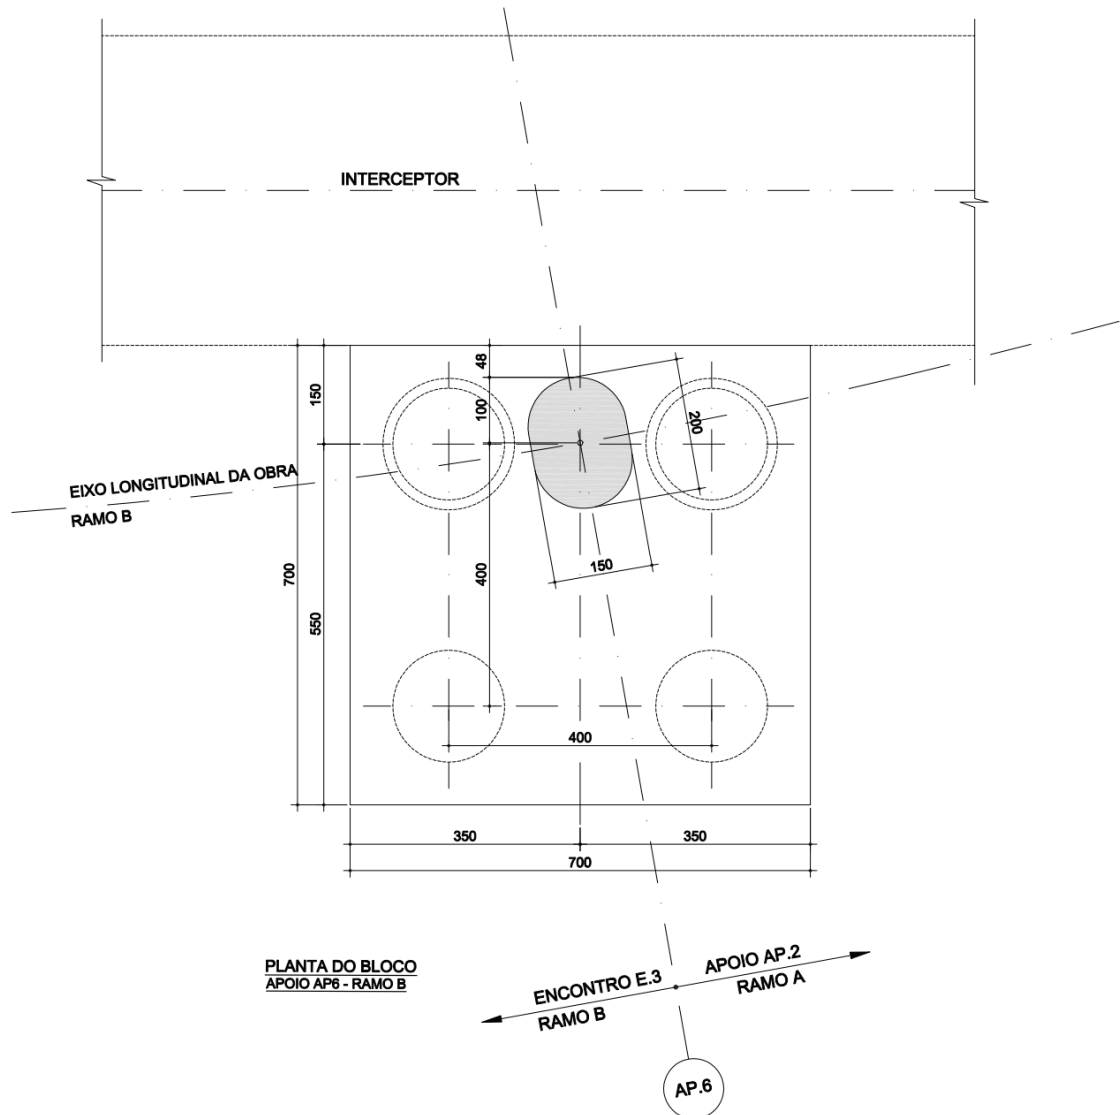 INTERCEPTOR
48
150
100
200
EIXO LONGITUDINAL DA OBRA
RAMO B
150
700
400
550
400
350
350
700
PLANTA DO BLOCO
APOIO AP6 - RAMO B
ENCONTRO E.3
APOIO AP.2
RAMO B
RAMO A
AP.6